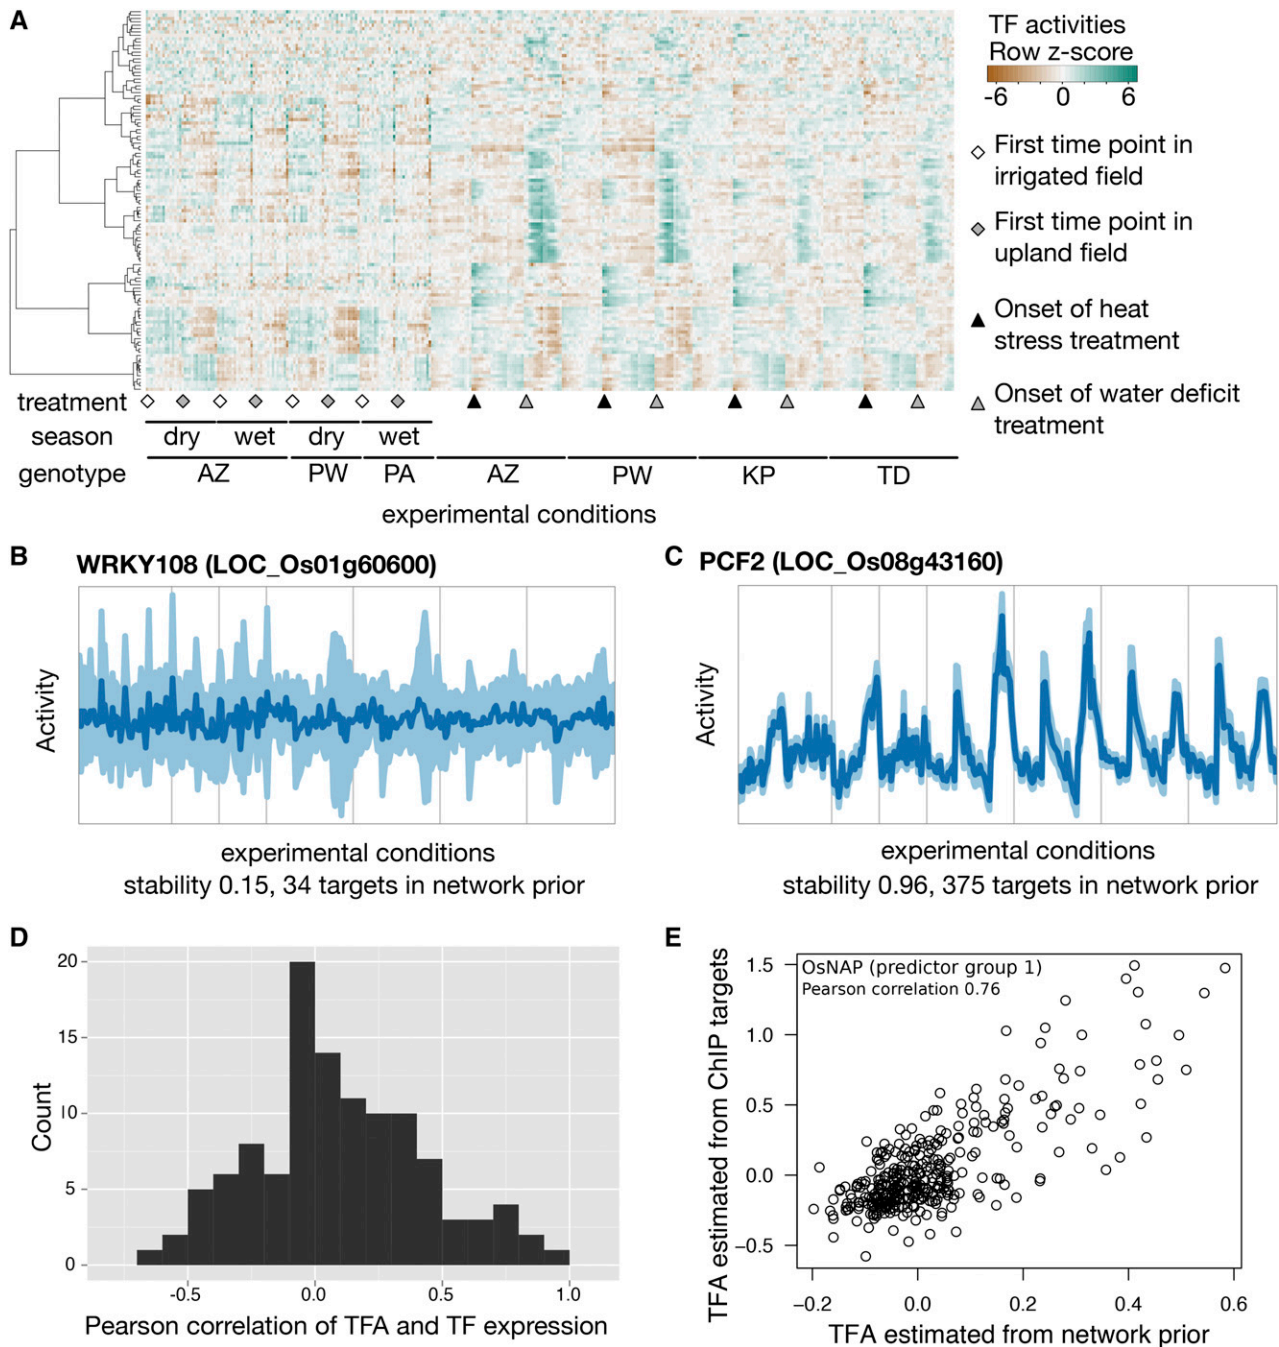 A
TF activities
Row z-score
-6 0 6
First time point in
irrigated field
First time point in
upland field
Onset of heat
stress treatment
Onset of water deficit
treatment
treatment
season
dry wet dry wet
genotype
AZ PW PA AZ PW KP TD
experimental conditions
B
WRKY108 (LOC_Os01g60600)
Activity
experimental conditions
stability 0.15, 34 targets in network prior
C
PCF2 (LOC_Os08g43160)
Activity
experimental conditions
stability 0.96, 375 targets in network prior
D
Count
20
15
10
5
0
-0.5 0.0 0.5 1.0
Pearson correlation of TFA and TF expression
E
TFA estimated from ChIP targets
OsNAP (predictor group 1)
Pearson correlation 0.76
1.5
1.0
0.5
0.0
−0.5
−0.2 0.0 0.2 0.4 0.6
TFA estimated from network prior